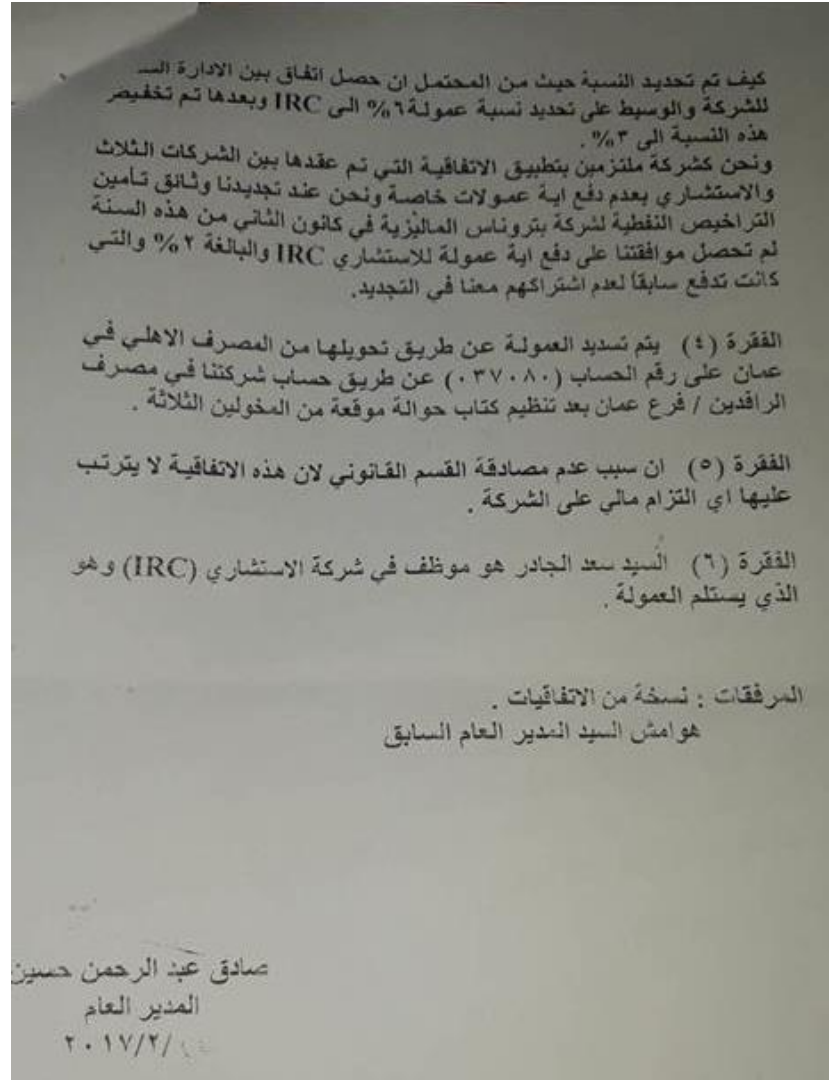 كيف تم تحديد النسبة حيث من المحتمل ان حصل اتفاق بين الادارة
للشركة والوسيط على تحديد نسبة عمولة ٦% الى IRC وبعدها تم تخفيض
هذه النسبة الى ٣% .
ونحن كشركة ملتزمين بتطبيق الاتفاقية التي تم عقدها بين الشركات الثلاث
والاستشاري بعدم دفع اية عمولات خاصة ونحن عند تجديدنا وثائق تأمين
التراخيص النفطية لشركة بتروناس الماليزية في كانون الثاني من هذه السنة
لم تحصل موافقتنا على دفع اية عمولة للاستشاري IRC والبالغة ٢% والتي
كانت تدفع سابقاً لعدم اشتراكهم معنا في التجديد.
الفقرة (٤) يتم تسديد العمولة عن طريق تحويلها من المصرف الاهلي في
عمان على رقم الحساب (٠٣٧٠٨٠) عن طريق حساب شركتنا في مصرف
الرافدين / فرع عمان بعد تنظيم كتاب حوالة موقعة من المخولين الثلاثة .
الفقرة (٥) ان سبب عدم مصادقة القسم القانوني لان هذه الاتفاقية لا يترتب
عليها اي التزام مالي على الشركة .
الفقرة (٦) السيد سعد الجادر هو موظف في شركة الاستشاري (IRC) وهو
الذي يستلم العمولة .
المرفقات : نسخة من الاتفاقيات .
هوامش السيد المدير العام السابق
صادق عبد الرحمن حسين
المدير العام
٢٠١٧/٢/